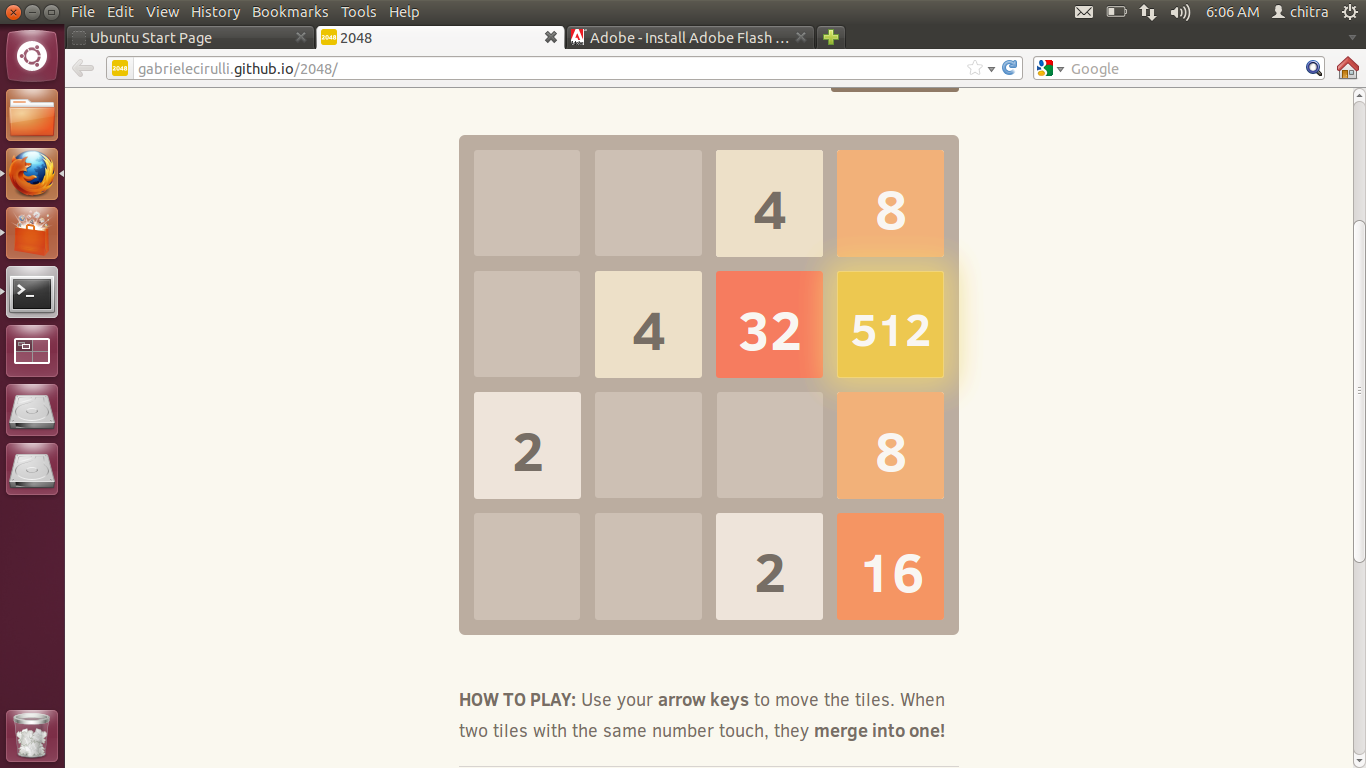 File Edit View History Bookmarks Tools Help 6:06 AM chitra
Ubuntu Start Page 2048 Adobe - Install Adobe Flash ...
gabrielecirulli.github.io/2048/ Google
4 8
4 32 512
2 8
2 16
HOW TO PLAY: Use your arrow keys to move the tiles. When
two tiles with the same number touch, they merge into one!